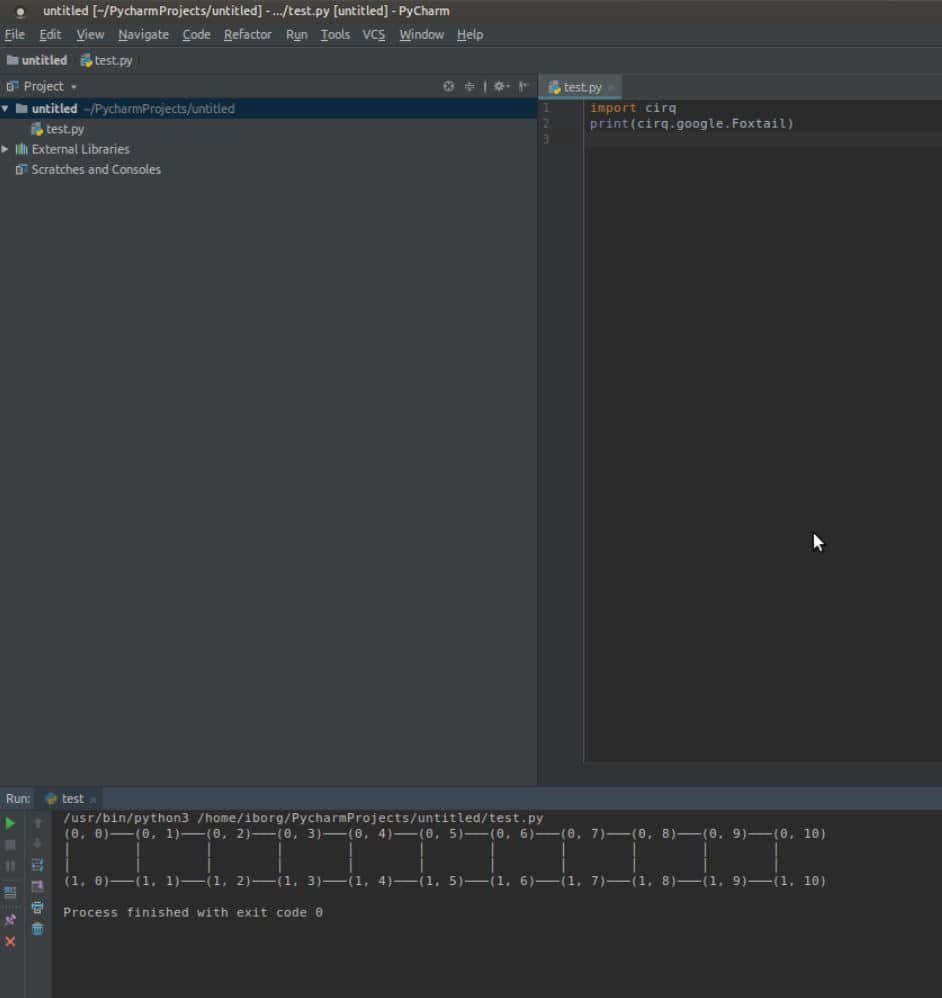 untitled [~/PycharmProjects/untitled] - .../test.py [untitled] - PyCharm
File Edit View Navigate Code Refactor Run Tools VCS Window Help
untitled test.py
Project
test.py
untitled ~/PycharmProjects/untitled
test.py
External Libraries
Scratches and Consoles
1 import cirq
2 print(cirq.google.Foxtail)
3
Run: test
/usr/bin/python3 /home/iborg/PycharmProjects/untitled/test.py
(0, 0)───(0, 1)───(0, 2)───(0, 3)───(0, 4)───(0, 5)───(0, 6)───(0, 7)───(0, 8)───(0, 9)───(0, 10)
│ │ │ │ │ │ │ │ │ │ │
│ │ │ │ │ │ │ │ │ │ │
(1, 0)───(1, 1)───(1, 2)───(1, 3)───(1, 4)───(1, 5)───(1, 6)───(1, 7)───(1, 8)───(1, 9)───(1, 10)
Process finished with exit code 0